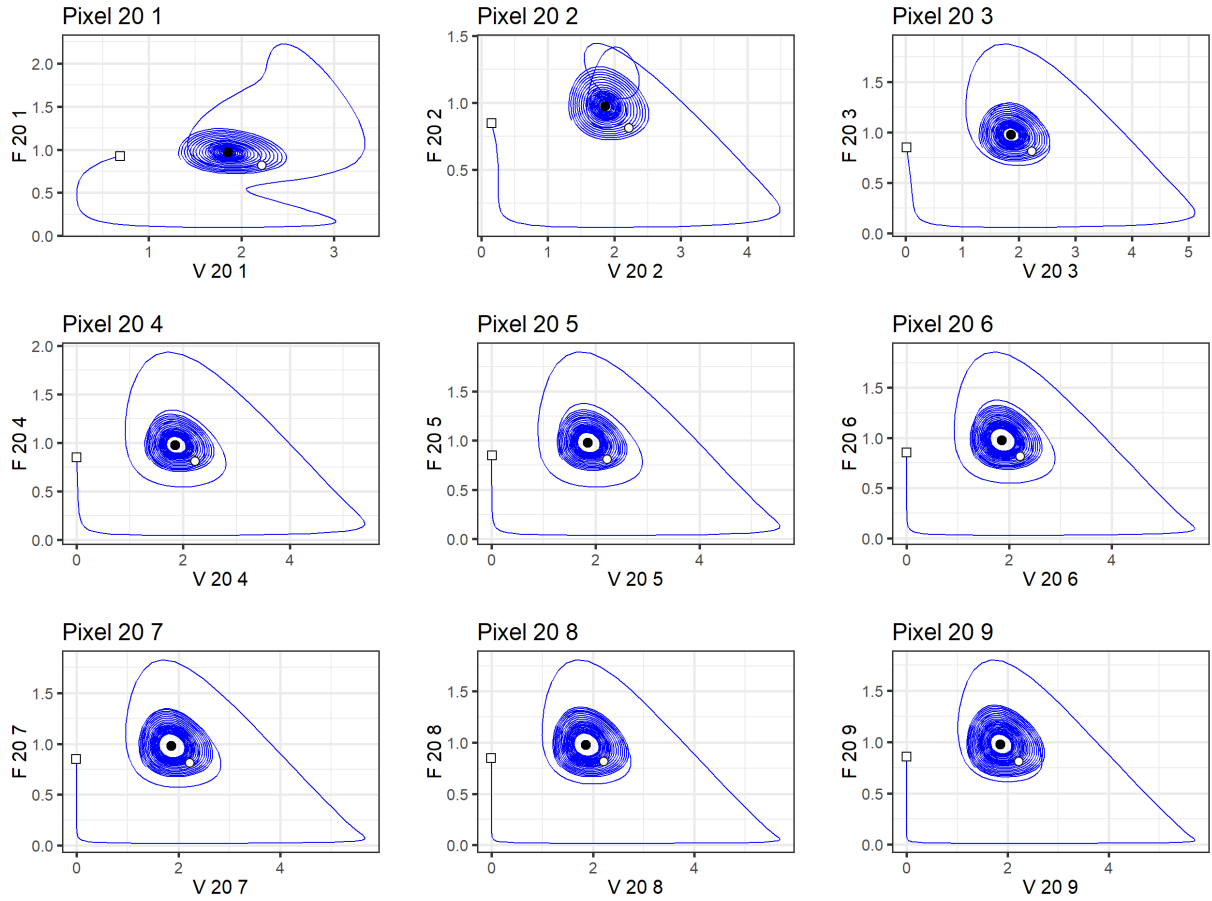 Pixel 20 1
Pixel 20 2
Pixel 20 3
F 20 1
2.0
1.5
1.0
0.5
0.0
1
2
3
V 20 1
F 20 2
1.5
1.0
0.5
0
1
2
3
4
V 20 2
F 20 3
1.5
1.0
0.5
0.0
0
1
2
3
4
5
V 20 3
Pixel 20 4
Pixel 20 5
Pixel 20 6
F 20 4
2.0
1.5
1.0
0.5
0.0
0
2
4
V 20 4
F 20 5
1.5
1.0
0.5
0.0
0
2
4
V 20 5
F 20 6
1.5
1.0
0.5
0.0
0
2
4
V 20 6
Pixel 20 7
Pixel 20 8
Pixel 20 9
F 20 7
1.5
1.0
0.5
0.0
0
2
4
V 20 7
F 20 8
1.5
1.0
0.5
0.0
0
2
4
V 20 8
F 20 9
1.5
1.0
0.5
0.0
0
2
4
V 20 9